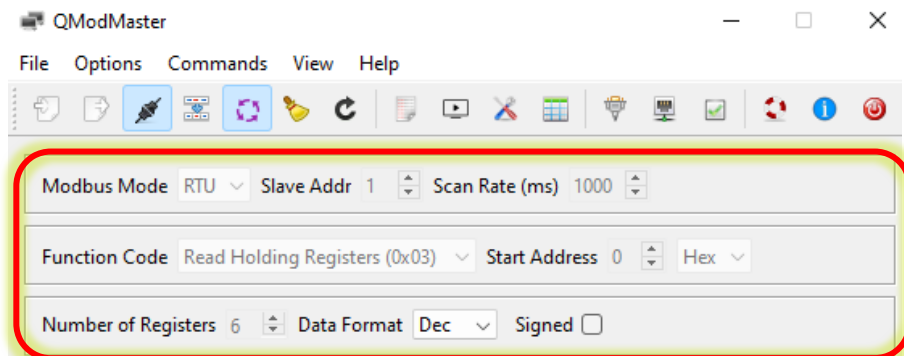 QModMaster
File Options Commands View Help
Modbus Mode RTU Slave Addr 1 Scan Rate (ms) 1000
Function Code Read Holding Registers (0x03) Start Address 0 Hex
Number of Registers 6 Data Format Dec Signed